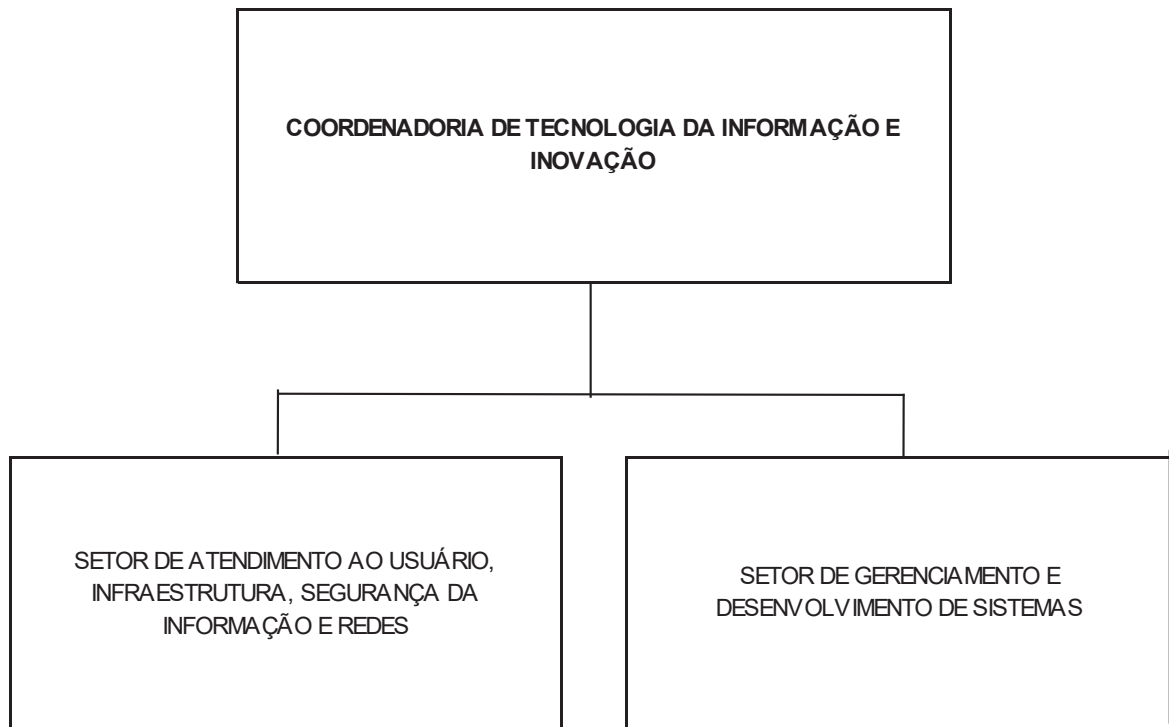 COORDENADORIA DE TECNOLOGIA DA INFORMAÇÃO E
INOVAÇÃO
SETOR DE ATENDIMENTO AO USUÁRIO,
INFRAESTRUTURA, SEGURANÇA DA
INFORMAÇÃO E REDES
SETOR DE GERENCIAMENTO E
DESENVOLVIMENTO DE SISTEMAS